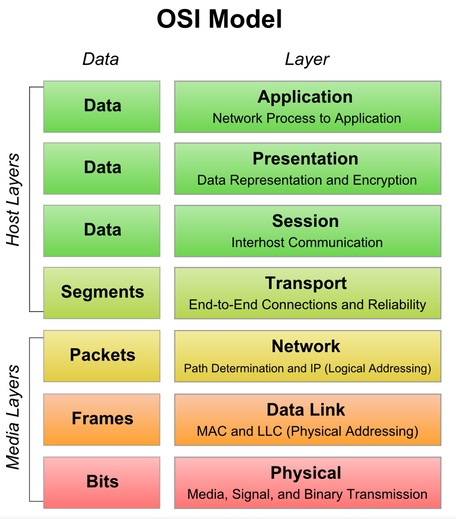 OSI Model
Data Layer
Host Layers
Data
Application
Network Process to Application
Data
Presentation
Data Representation and Encryption
Data
Session
Interhost Communication
Segments
Transport
End-to-End Connections and Reliability
Media Layers
Packets
Network
Path Determination and IP (Logical Addressing)
Frames
Data Link
MAC and LLC (Physical Addressing)
Bits
Physical
Media, Signal, and Binary Transmission